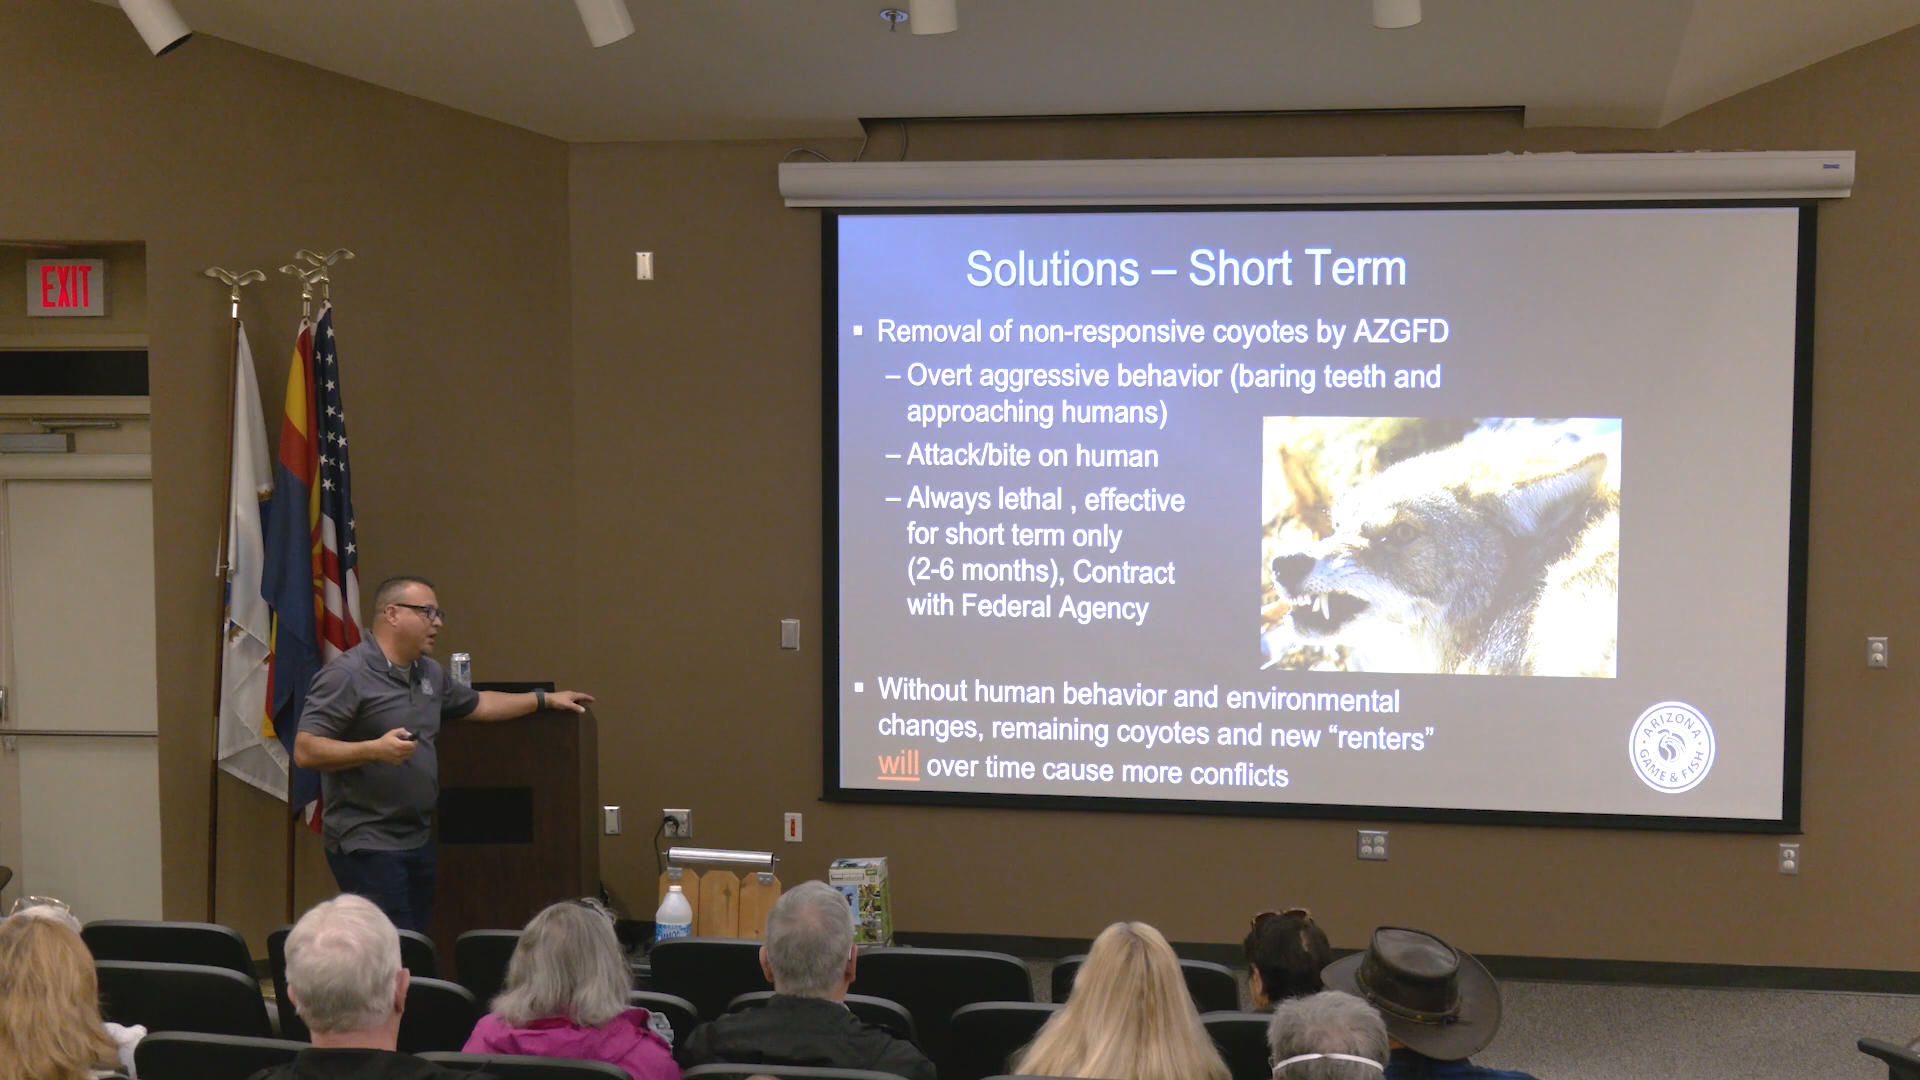 EXIT
Solutions – Short Term
▪ Removal of non-responsive coyotes by AZGFD
– Overt aggressive behavior (baring teeth and
approaching humans)
– Attack/bite on human
– Always lethal , effective
for short term only
(2-6 months), Contract
with Federal Agency
▪ Without human behavior and environmental
changes, remaining coyotes and new “renters”
will over time cause more conflicts
ARIZONA
GAME & FISH